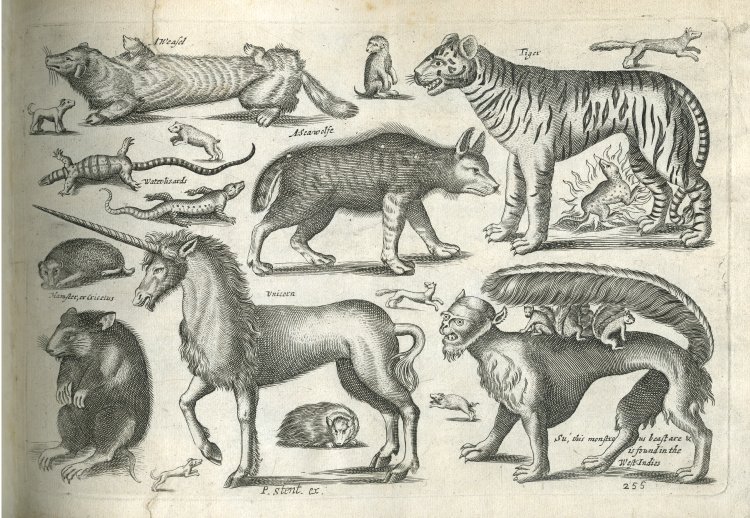 A Weasel
Tiger
A Seawolfe
Waterlizards
Hamster, or Cricetus
Unicorn
Su, this monstrous beast are
is found in the
West Indies
P. Stent. ex.
255